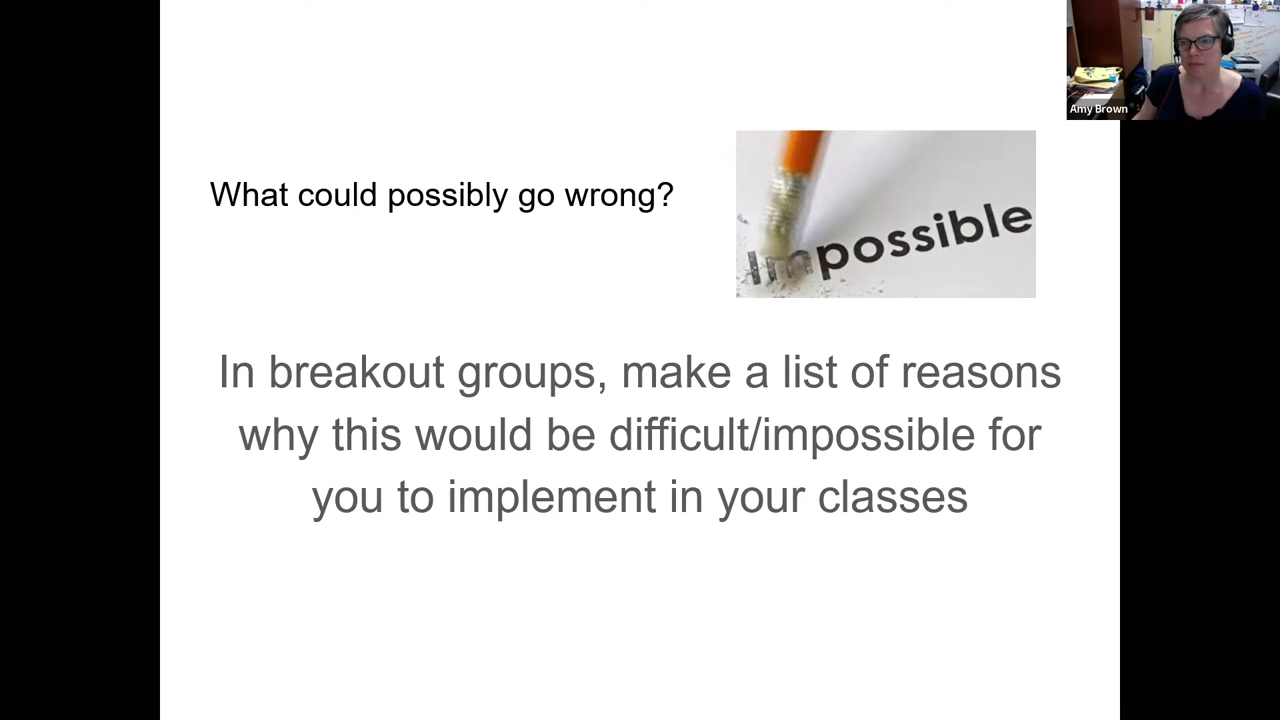 Amy Brown
What could possibly go wrong?
Impossible
In breakout groups, make a list of reasons
why this would be difficult/impossible for
you to implement in your classes